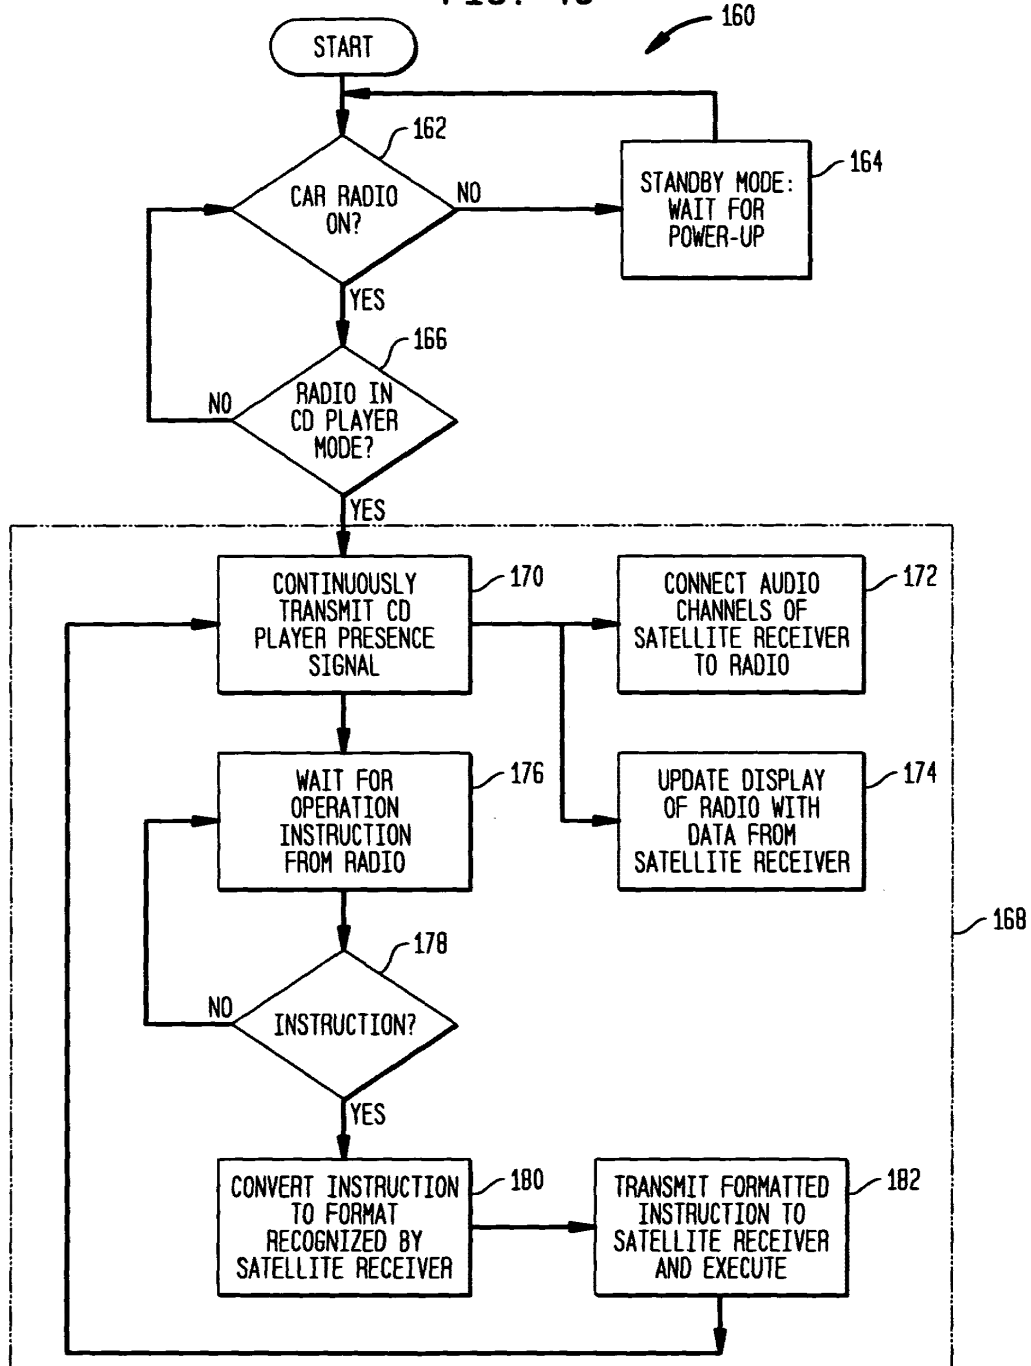 160
START
162
CAR RADIO
ON?
NO
STANDBY MODE:
WAIT FOR
POWER-UP
164
YES
166
RADIO IN
CD PLAYER
MODE?
NO
YES
CONTINUOUSLY
TRANSMIT CD
PLAYER PRESENCE
SIGNAL
170
CONNECT AUDIO
CHANNELS OF
SATELLITE RECEIVER
TO RADIO
172
WAIT FOR
OPERATION
INSTRUCTION
FROM RADIO
176
UPDATE DISPLAY
OF RADIO WITH
DATA FROM
SATELLITE RECEIVER
174
168
178
INSTRUCTION?
NO
YES
CONVERT INSTRUCTION
TO FORMAT
RECOGNIZED BY
SATELLITE RECEIVER
180
TRANSMIT FORMATTED
INSTRUCTION TO
SATELLITE RECEIVER
AND EXECUTE
182